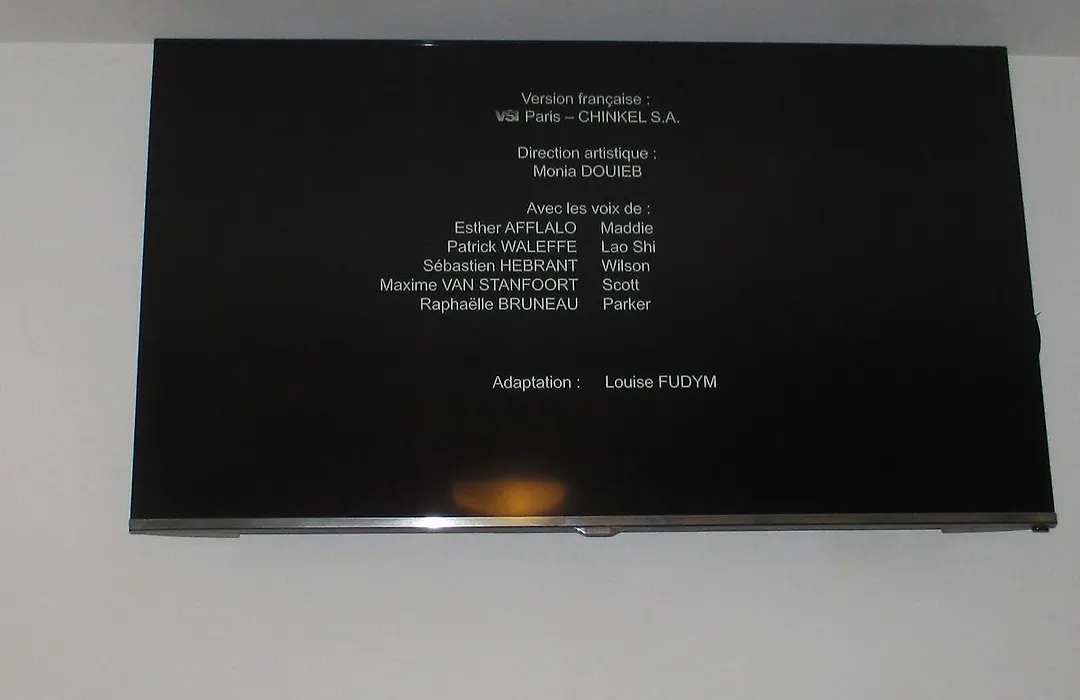 Version française :
VSI Paris – CHINKEL S.A.
Direction artistique :
Monia DOUIEB
Avec les voix de :
Esther AFFLALO Maddie
Patrick WALEFFE Lao Shi
Sébastien HEBRANT Wilson
Maxime VAN STANFOORT Scott
Raphaëlle BRUNEAU Parker
Adaptation : Louise FUDYM